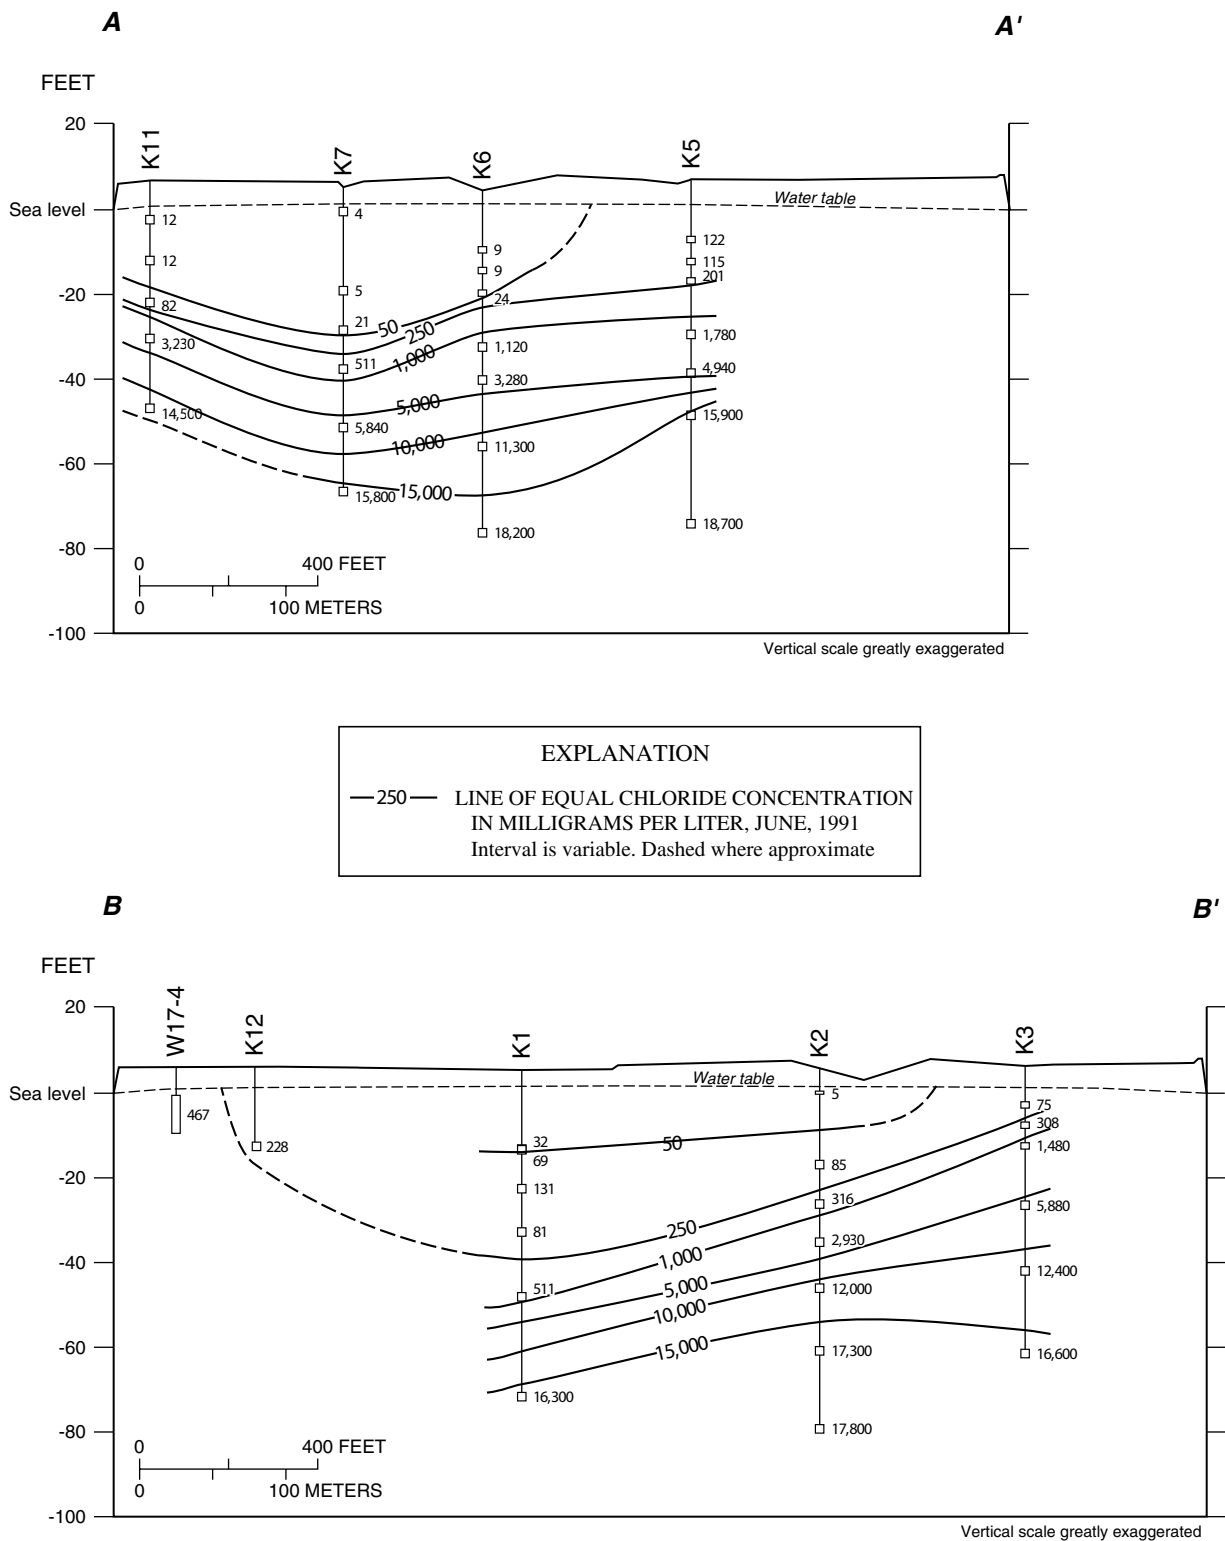 A
A'
FEET
20
Sea level
-20
-40
-60
-80
-100
K11
K7
K6
K5
Water table
12
12
82
3,230
14,500
4
5
21
511
5,840
15,800
9
9
24
1,120
3,280
11,300
18,200
122
115
201
1,780
4,940
15,900
18,700
50
250
1,000
5,000
10,000
15,000
0
400 FEET
0
100 METERS
Vertical scale greatly exaggerated
EXPLANATION
250
LINE OF EQUAL CHLORIDE CONCENTRATION
IN MILLIGRAMS PER LITER, JUNE, 1991
Interval is variable. Dashed where approximate
B
B'
FEET
20
Sea level
-20
-40
-60
-80
-100
W17-4
K12
K1
K2
K3
Water table
467
228
32
69
131
81
511
16,300
5
85
316
2,930
12,000
17,300
17,800
75
308
1,480
5,880
12,400
16,600
50
250
1,000
5,000
10,000
15,000
0
400 FEET
0
100 METERS
Vertical scale greatly exaggerated